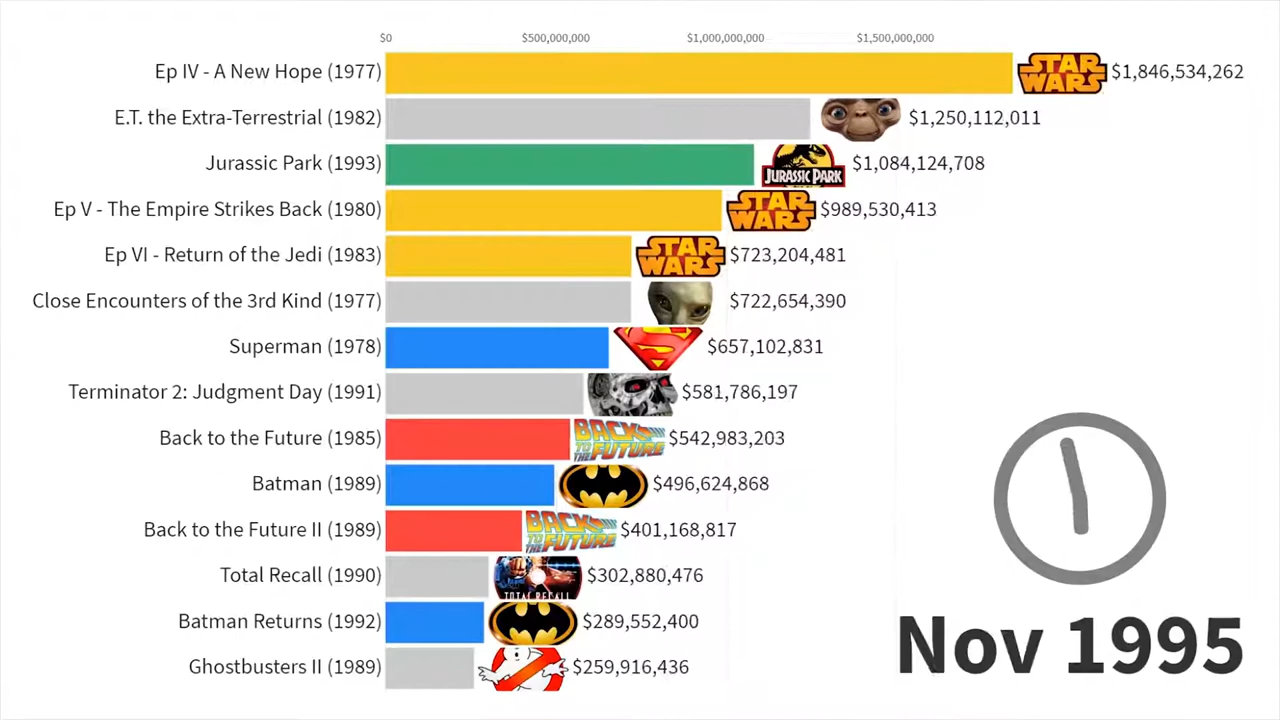 $0 $500,000,000 $1,000,000,000 $1,500,000,000
Ep IV - A New Hope (1977) STAR WARS $1,846,534,262
E.T. the Extra-Terrestrial (1982) $1,250,112,011
Jurassic Park (1993) JURASSIC PARK $1,084,124,708
Ep V - The Empire Strikes Back (1980) STAR WARS $989,530,413
Ep VI - Return of the Jedi (1983) STAR WARS $723,204,481
Close Encounters of the 3rd Kind (1977) $722,654,390
Superman (1978) $657,102,831
Terminator 2: Judgment Day (1991) $581,786,197
Back to the Future (1985) BACK TO THE FUTURE $542,983,203
Batman (1989) $496,624,868
Back to the Future II (1989) BACK TO THE FUTURE $401,168,817
Total Recall (1990) TOTAL RECALL $302,880,476
Batman Returns (1992) $289,552,400
Ghostbusters II (1989) $259,916,436
Nov 1995